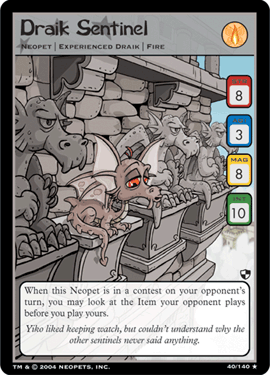 Draik Sentinel
NEOPET | EXPERIENCED DRAIK | FIRE
8
3
MAG
8
INT
10
When this Neopet is in a contest on your opponent's
turn, you may look at the Item your opponent plays
before you play yours.
Yiko liked keeping watch, but couldn't understand why the
other sentinels never said anything.
TM & © 2004 NEOPETS, INC.
40/140 ★